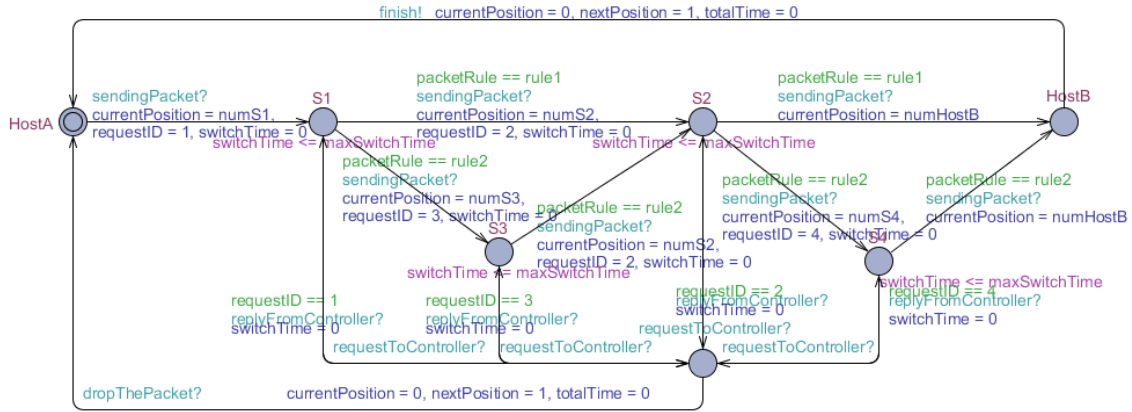 finish! currentPosition = 0, nextPosition = 1, totalTime = 0
HostA
sendingPacket?
currentPosition = numS1,
requestID = 1, switchTime = 0
S1
switchTime <= maxSwitchTime
packetRule == rule1
sendingPacket?
currentPosition = numS2,
requestID = 2, switchTime = 0
S2
switchTime <= maxSwitchTime
packetRule == rule1
sendingPacket?
currentPosition = numHostB
HostB
packetRule == rule2
sendingPacket?
currentPosition = numS3,
requestID = 3, switchTime = 0
S3
switchTime <= maxSwitchTime
packetRule == rule2
sendingPacket?
currentPosition = numS2,
requestID = 2, switchTime = 0
packetRule == rule2
sendingPacket?
currentPosition = numS4,
requestID = 4, switchTime = 0
S4
switchTime <= maxSwitchTime
packetRule == rule2
sendingPacket?
currentPosition = numHostB
requestID == 1
replyFromController?
switchTime = 0
requestToController?
requestID == 3
replyFromController?
switchTime = 0
requestToController?
requestID == 2
replyFromController?
switchTime = 0
requestToController?
requestID == 4
replyFromController?
switchTime = 0
requestToController?
dropThePacket? currentPosition = 0, nextPosition = 1, totalTime = 0